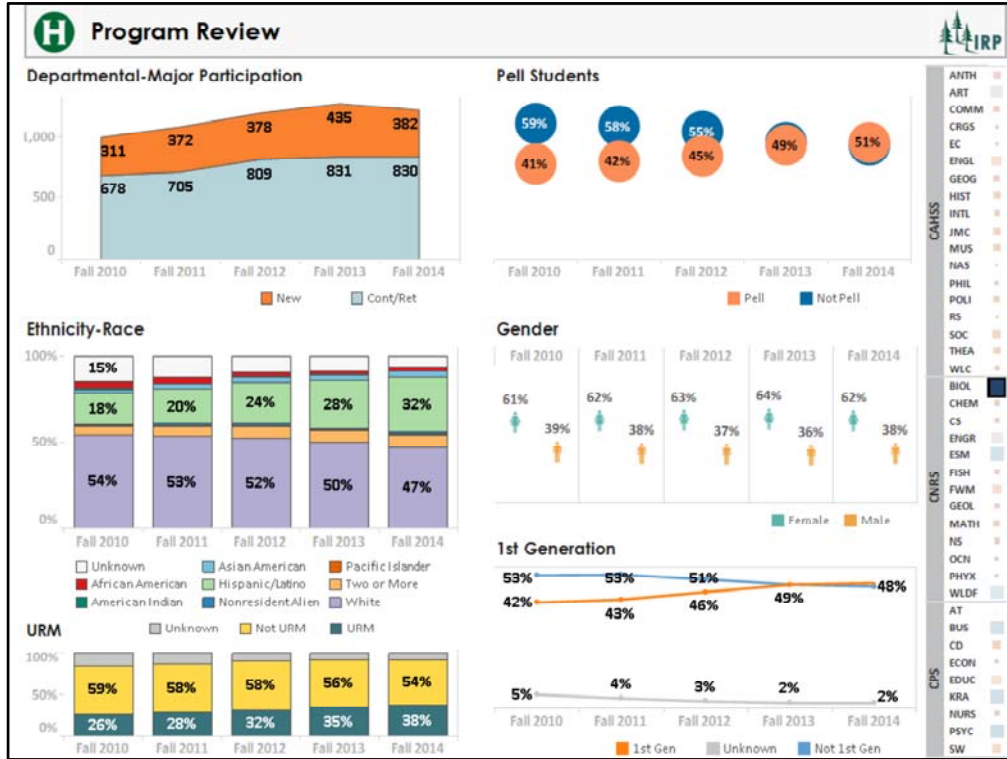 H Program Review
IRP
Departmental-Major Participation
1,000
500
0
311
372
378
435
382
678
705
809
831
830
Fall 2010 Fall 2011 Fall 2012 Fall 2013 Fall 2014
New Cont/Ret
Pell Students
59% 58% 55%
41% 42% 45% 49% 51%
Fall 2010 Fall 2011 Fall 2012 Fall 2013 Fall 2014
Pell Not Pell
Ethnicity-Race
100%
50%
0%
15%
18% 20% 24% 28% 32%
54% 53% 52% 50% 47%
Fall 2010 Fall 2011 Fall 2012 Fall 2013 Fall 2014
Unknown Asian American Pacific Islander
African American Hispanic/Latino Two or More
American Indian Nonresident Alien White
Gender
Fall 2010 Fall 2011 Fall 2012 Fall 2013 Fall 2014
61% 62% 63% 64% 62%
39% 38% 37% 36% 38%
Female Male
URM
Unknown Not URM URM
100%
50%
0%
59% 58% 58% 56% 54%
26% 28% 32% 35% 38%
Fall 2010 Fall 2011 Fall 2012 Fall 2013 Fall 2014
1st Generation
53% 53% 51% 48%
42% 43% 46% 49%
5% 4% 3% 2% 2%
Fall 2010 Fall 2011 Fall 2012 Fall 2013 Fall 2014
1st Gen Unknown Not 1st Gen
CAHSS
ANTH
ART
COMM
CRGS
EC
ENGL
GEOG
HIST
INTL
JMC
MUS
NAS
PHIL
POLI
RS
SOC
THEA
WLC
CNRS
BIOL
CHEM
CS
ENGR
ESM
FISH
FWM
GEOL
MATH
NS
OCN
PHYX
WLDF
CPS
AT
BUS
CD
ECON
EDUC
KRA
NURS
PSYC
SW